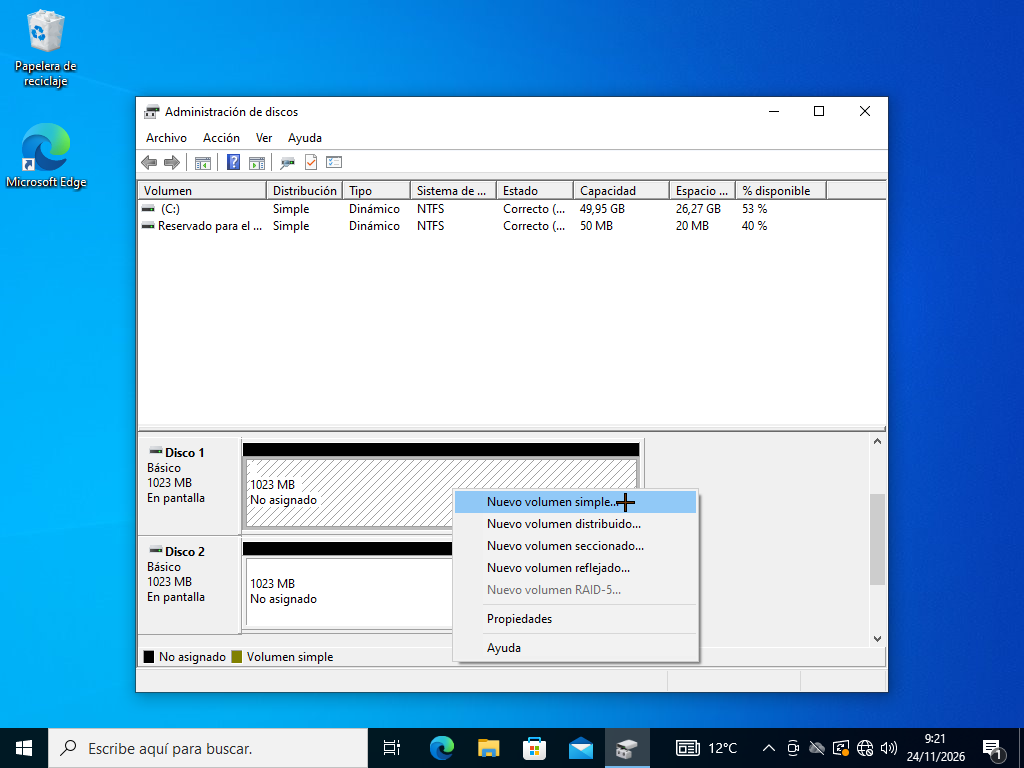 Papelera de
reciclaje
Microsoft Edge
Administración de discos
Archivo Acción Ver Ayuda
Volumen Distribución Tipo Sistema de ... Estado Capacidad Espacio ... % disponible
(C:) Simple Dinámico NTFS Correcto (... 49,95 GB 26,27 GB 53 %
Reservado para el ... Simple Dinámico NTFS Correcto (... 50 MB 20 MB 40 %
Disco 1
Básico
1023 MB
En pantalla
1023 MB
No asignado
Disco 2
Básico
1023 MB
En pantalla
1023 MB
No asignado
Nuevo volumen simple...
Nuevo volumen distribuido...
Nuevo volumen seccionado...
Nuevo volumen reflejado...
Nuevo volumen RAID-5...
Propiedades
Ayuda
No asignado Volumen simple
Escribe aquí para buscar.
12°C
9:21
24/11/2026
1